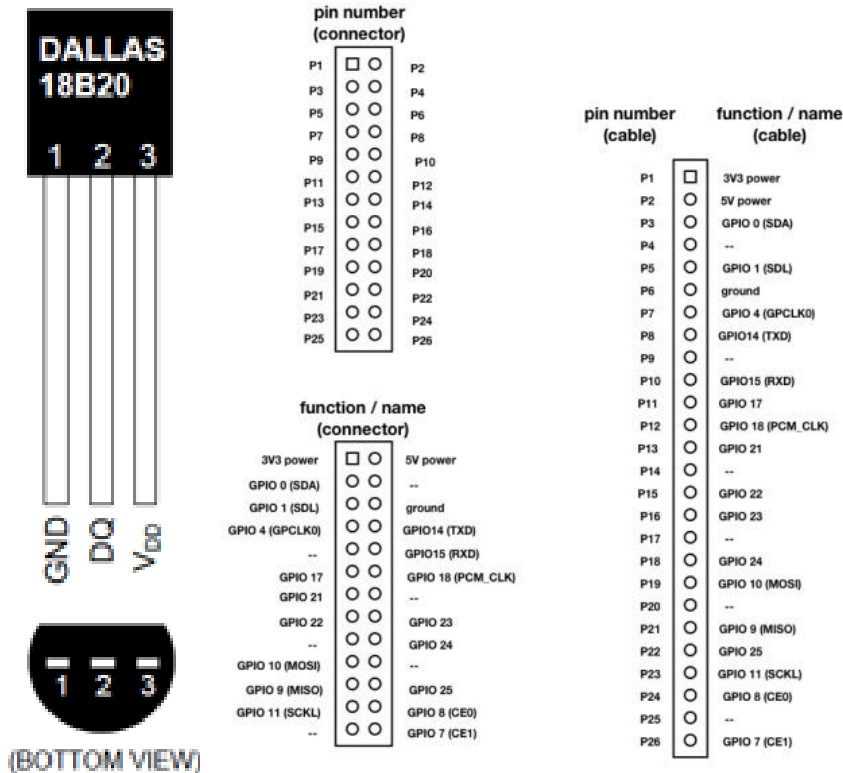 DALLAS
18B20
1 2 3
GND
DQ
VDD
1 2 3
(BOTTOM VIEW)
pin number
(connector)
P1 P2
P3 P4
P5 P6
P7 P8
P9 P10
P11 P12
P13 P14
P15 P16
P17 P18
P19 P20
P21 P22
P23 P24
P25 P26
function / name
(connector)
3V3 power 5V power
GPIO 0 (SDA) --
GPIO 1 (SDL) ground
GPIO 4 (GPCLK0) GPIO14 (TXD)
-- GPIO15 (RXD)
GPIO 17 GPIO 18 (PCM_CLK)
GPIO 21 --
GPIO 22 GPIO 23
-- GPIO 24
GPIO 10 (MOSI) --
GPIO 9 (MISO) GPIO 25
GPIO 11 (SCKL) GPIO 8 (CE0)
-- GPIO 7 (CE1)
pin number function / name
(cable) (cable)
P1 3V3 power
P2 5V power
P3 GPIO 0 (SDA)
P4 --
P5 GPIO 1 (SDL)
P6 ground
P7 GPIO 4 (GPCLK0)
P8 GPIO14 (TXD)
P9 --
P10 GPIO15 (RXD)
P11 GPIO 17
P12 GPIO 18 (PCM_CLK)
P13 GPIO 21
P14 --
P15 GPIO 22
P16 GPIO 23
P17 --
P18 GPIO 24
P19 GPIO 10 (MOSI)
P20 --
P21 GPIO 9 (MISO)
P22 GPIO 25
P23 GPIO 11 (SCKL)
P24 GPIO 8 (CE0)
P25 --
P26 GPIO 7 (CE1)